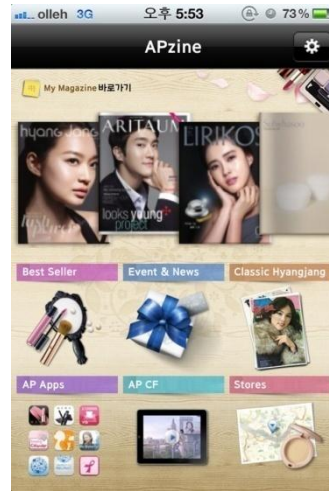 olleh 3G 오후 5:53 73%
APzine
My Magazine 바로가기
hyang Jang
ARITAUM
LIRIKOS
looks young project
Best Seller
Event & News
Classic Hyangjang
AP Apps
AP CF
Stores